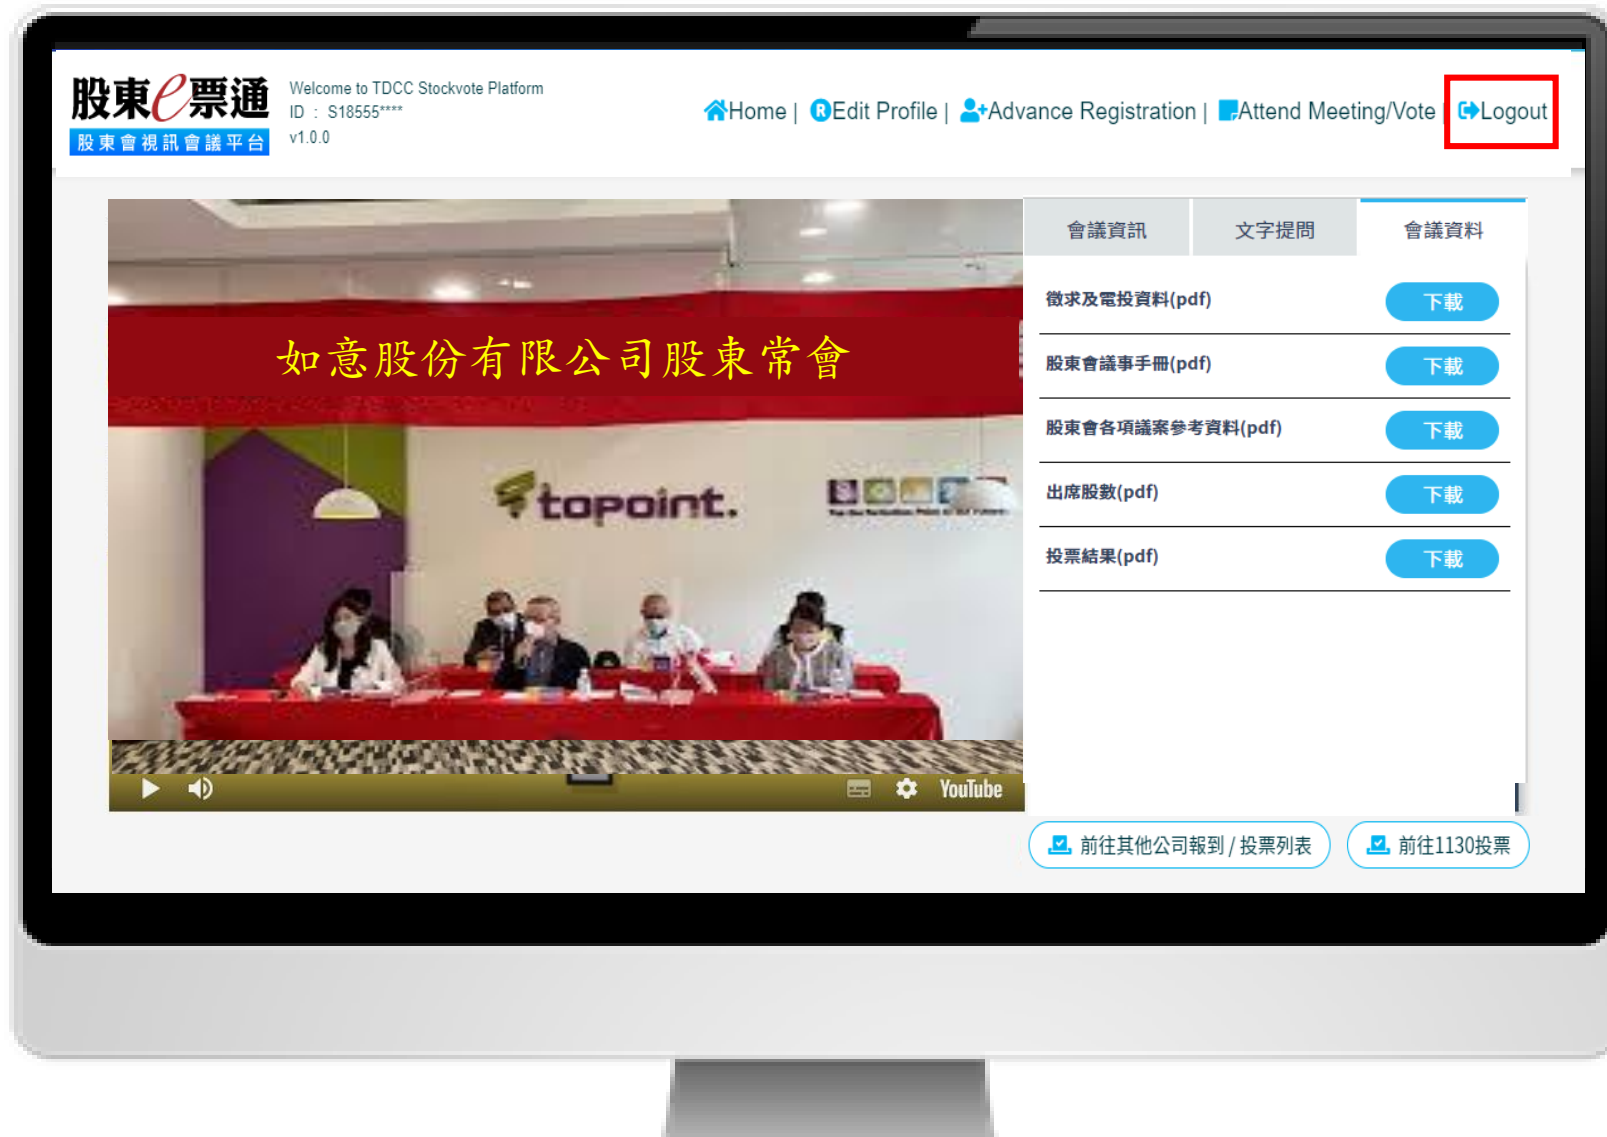 股東e票通
股東會視訊會議平台
Welcome to TDCC Stockvote Platform
ID : S18555****
v1.0.0
Home | Edit Profile | Advance Registration | Attend Meeting/Vote | Logout
如意股份有限公司股東常會
topoint.
YouTube
會議資訊 文字提問 會議資料
徵求及電投資料(pdf) 下載
股東會議事手冊(pdf) 下載
股東會各項議案參考資料(pdf) 下載
出席股數(pdf) 下載
投票結果(pdf) 下載
前往其他公司報到 / 投票列表 前往1130投票